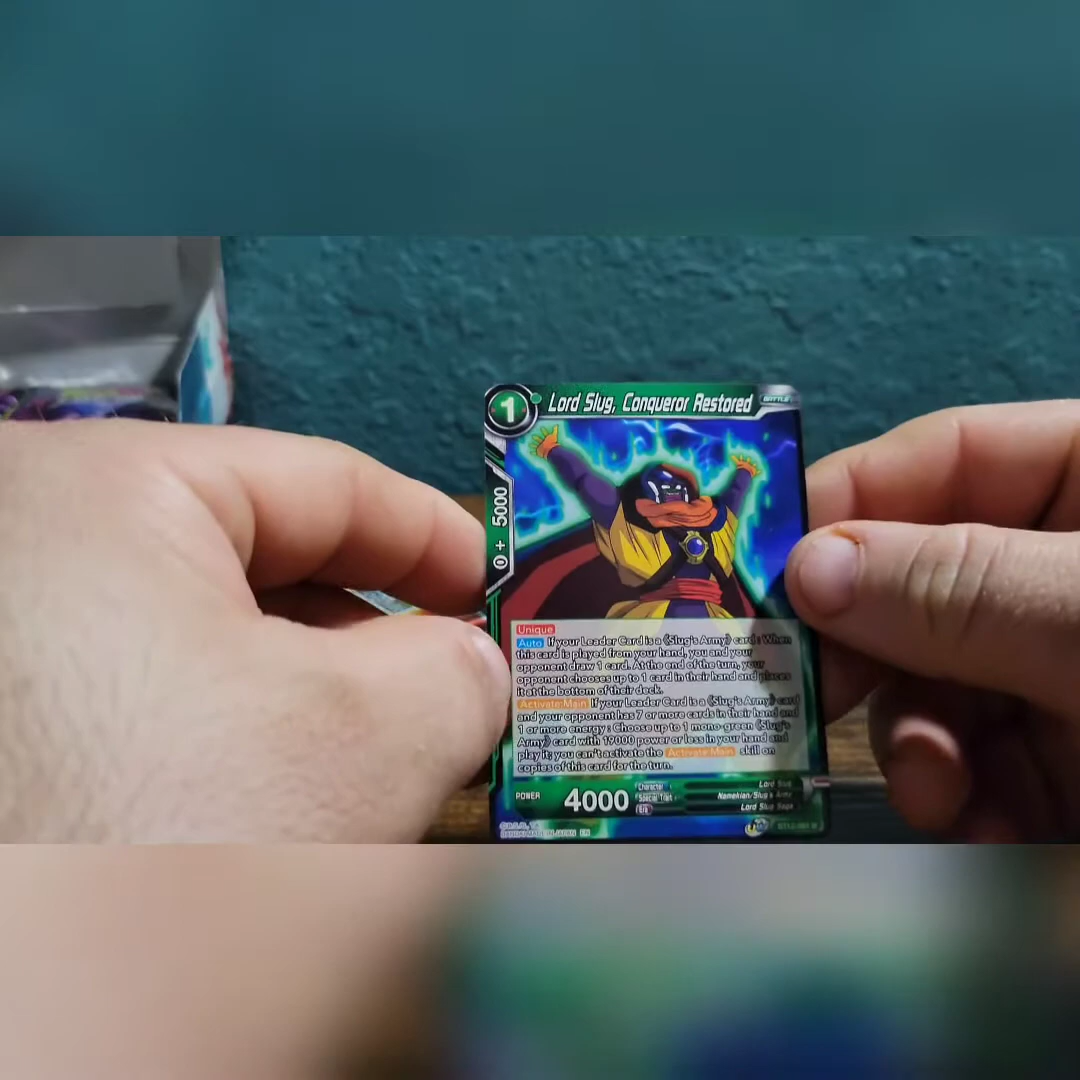 1 Lord Slug, Conqueror Restored BATTLE
0 + 5000
Unique
Auto If your Leader Card is a 《Slug's Army》 card : When
this card is played from your hand, you and your
opponent draw 1 card. At the end of the turn, your
opponent chooses up to 1 card in their hand and places
it at the bottom of their deck.
Activate:Main If your Leader Card is a 《Slug's Army》 card
and your opponent has 7 or more cards in their hand and
1 or more energy : Choose up to 1 mono-green 《Slug's
Army》 card with 19000 power or less in your hand and
play it; you can't activate the Activate:Main skill on
copies of this card for the turn.
POWER 4000
Character Lord Slug
Special Trait Namekian/Slug's Army
Era Lord Slug Saga
MADE IN JAPAN EN